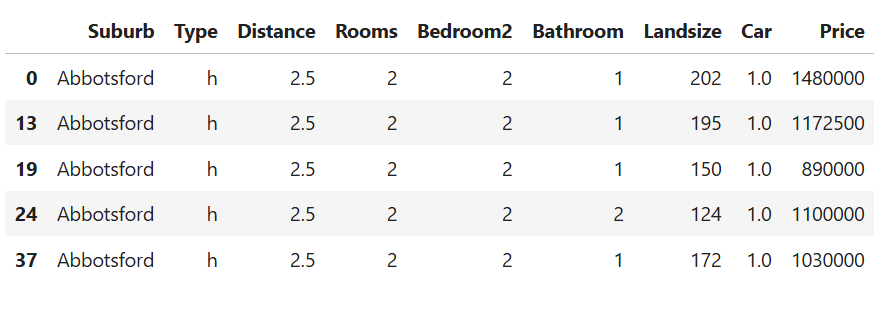 Suburb Type Distance Rooms Bedroom2 Bathroom Landsize Car Price
0 Abbotsford h 2.5 2 2 1 202 1.0 1480000
13 Abbotsford h 2.5 2 2 1 195 1.0 1172500
19 Abbotsford h 2.5 2 2 1 150 1.0 890000
24 Abbotsford h 2.5 2 2 2 124 1.0 1100000
37 Abbotsford h 2.5 2 2 1 172 1.0 1030000